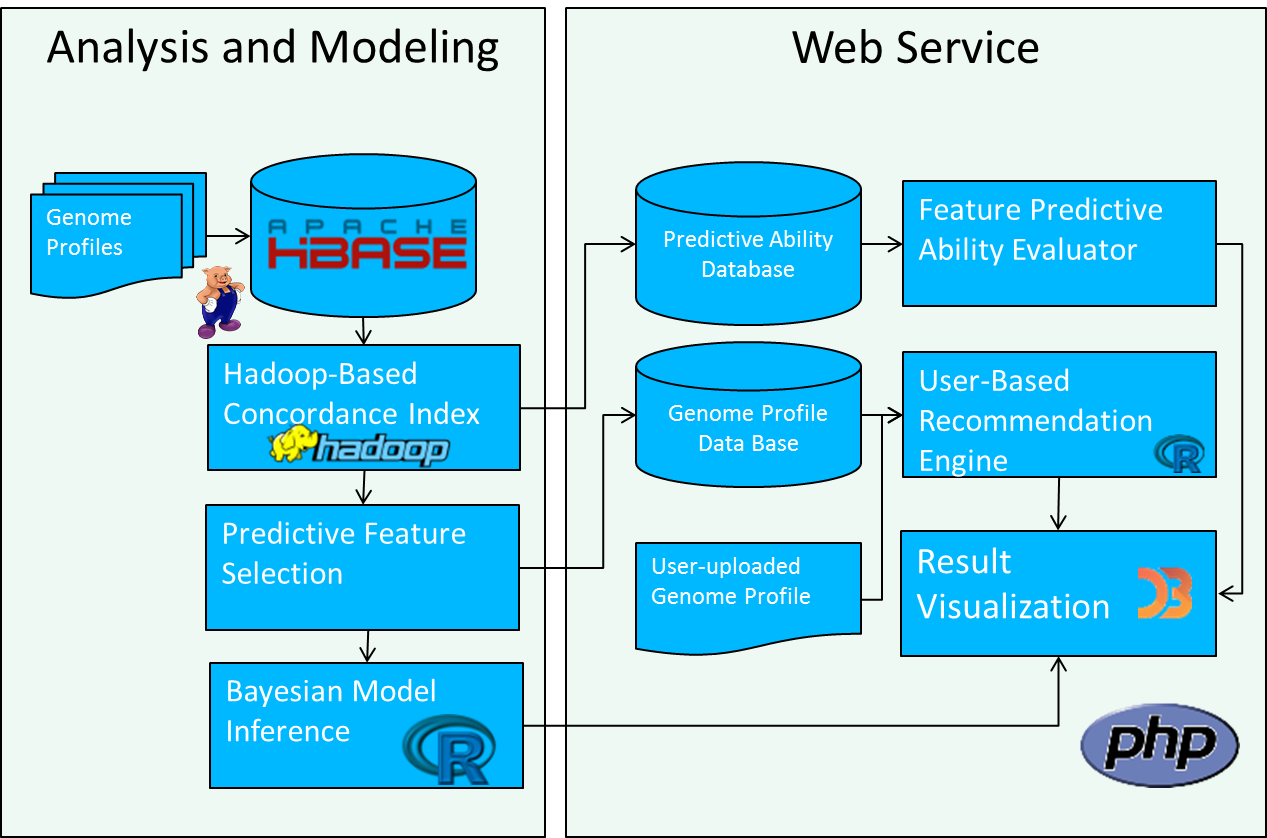 Analysis and Modeling
Genome
Profiles
APACHE
HBASE
Hadoop-Based
Concordance Index
hadoop
Predictive Feature
Selection
Bayesian Model
Inference
R
Web Service
Predictive Ability
Database
Feature Predictive
Ability Evaluator
Genome Profile
Data Base
User-Based
Recommendation
Engine
R
User-uploaded
Genome Profile
Result
Visualization
D3
php